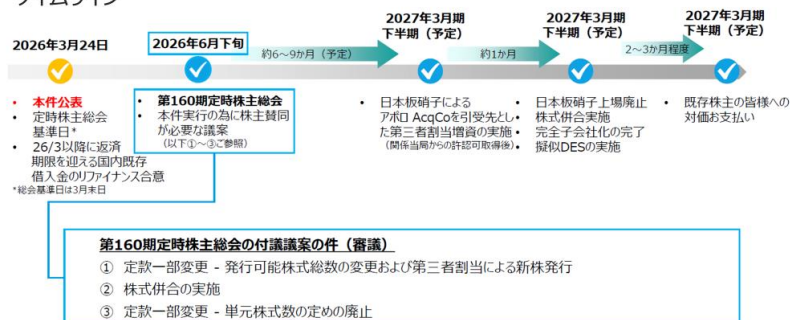 タイムライン
2026年3月24日
2026年6月下旬
約6～9か月（予定）
2027年3月期
下半期（予定）
約1か月
2027年3月期
下半期（予定）
2～3か月程度
2027年3月期
下半期（予定）
• 本件公表
• 定時株主総会
基準日*
• 26/3以降に返済
期限を迎える国内既存
借入金のリファイナンス合意
*総会基準日は3月末日
• 第160期定時株主総会
• 本件実行の為に株主賛同
が必要な議案
（以下①～③ご参照）
• 日本板硝子による
アポロ AcqCoを引受先とし
た第三者割当増資の実施
（関係当局からの許認可取得後）
• 日本板硝子上場廃止
• 株式併合実施
• 完全子会社化の完了
• 擬似DESの実施
• 既存株主の皆様への
対価お支払い
第160期定時株主総会の付議議案の件（審議）
① 定款一部変更 - 発行可能株式総数の変更および第三者割当による新株発行
② 株式併合の実施
③ 定款一部変更 - 単元株式数の定めの廃止